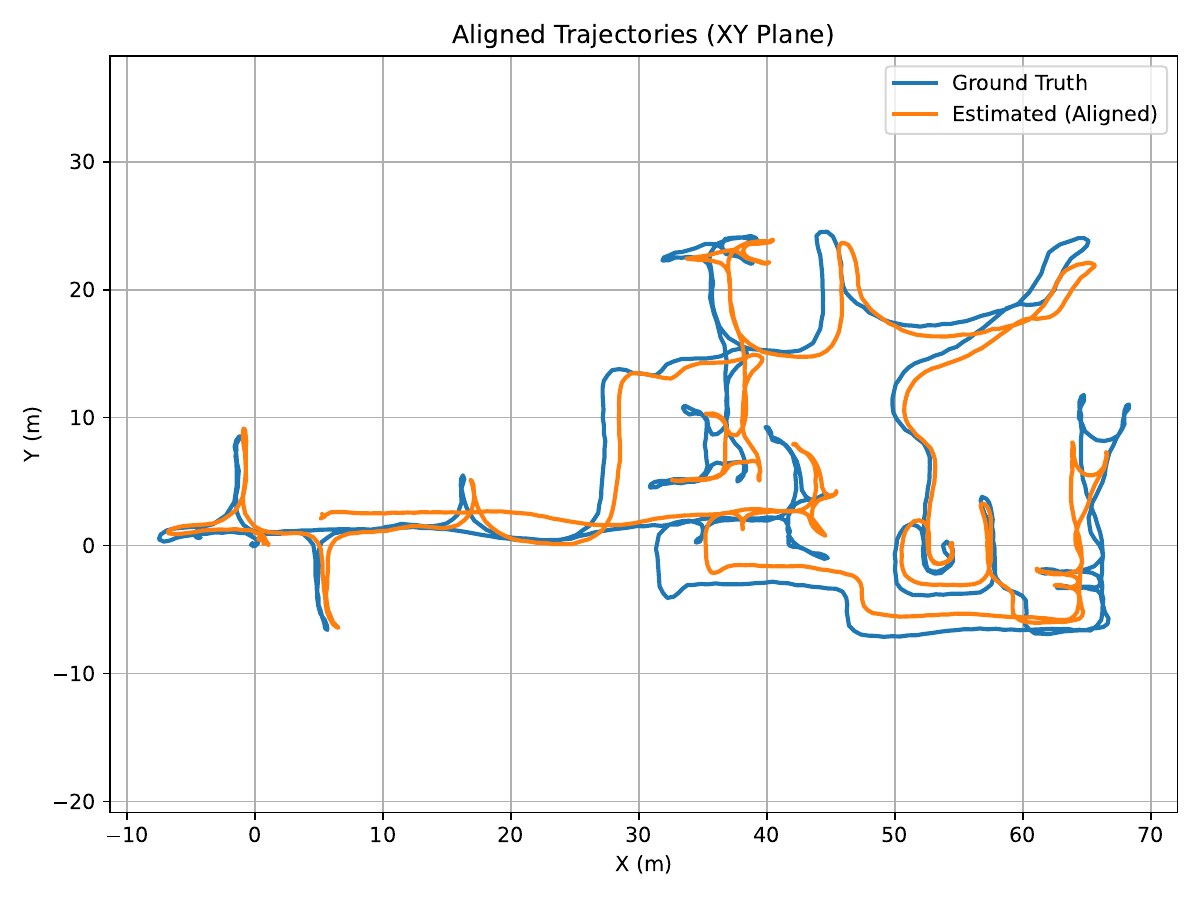 Aligned Trajectories (XY Plane)
Ground Truth
Estimated (Aligned)
30
20
10
0
−10
−20
Y (m)
−10 0 10 20 30 40 50 60 70
X (m)